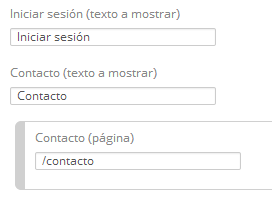 Iniciar sesión (texto a mostrar)
Iniciar sesión
Contacto (texto a mostrar)
Contacto
Contacto (página)
/contacto